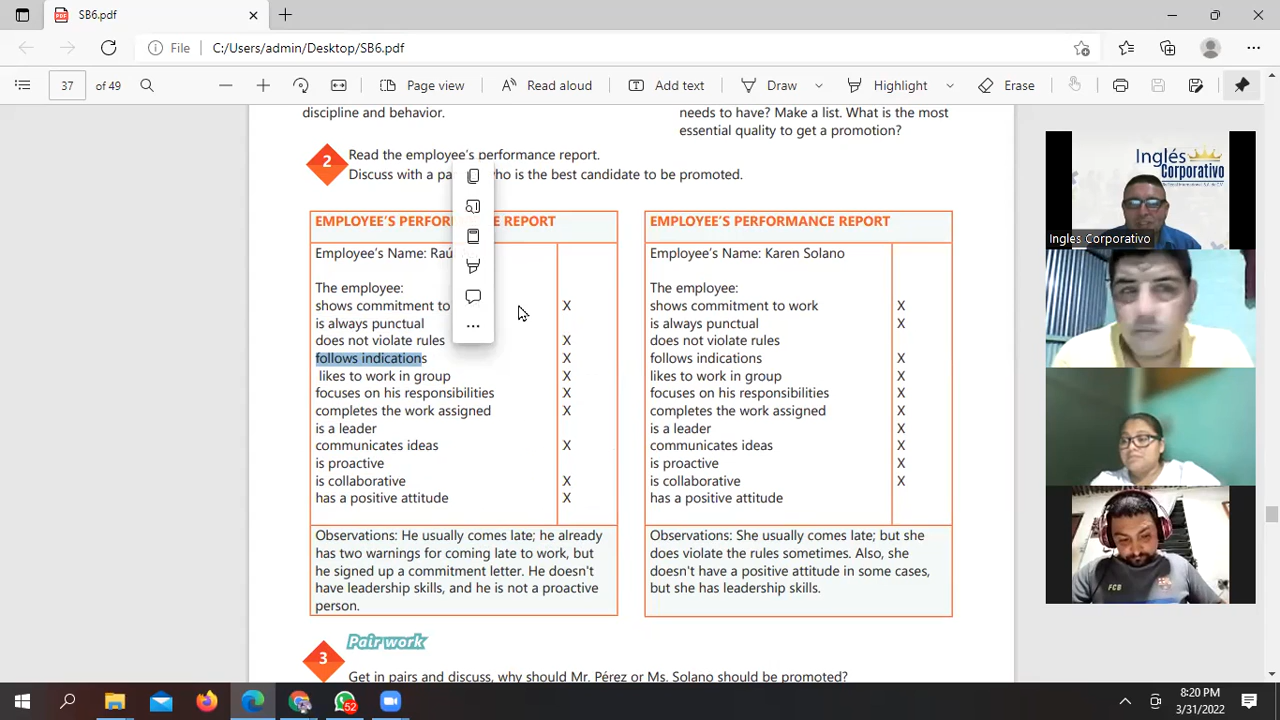 SB6.pdf
File
C:/Users/admin/Desktop/SB6.pdf
37
of 49
Page view
Read aloud
Add text
Draw
Highlight
Erase
discipline and behavior.
needs to have? Make a list. What is the most
essential quality to get a promotion?
2
Read the employee's performance report.
Discuss with a pa
who is the best candidate to be promoted.
EMPLOYEE'S PERFO
CE REPORT
Employee's Name: Raú
The employee:
shows commitment to
X
is always punctual
does not violate rules
X
follows indications
X
likes to work in group
X
focuses on his responsibilities
X
completes the work assigned
X
is a leader
communicates ideas
X
is proactive
is collaborative
X
has a positive attitude
X
Observations: He usually comes late; he already
has two warnings for coming late to work, but
he signed up a commitment letter. He doesn't
have leadership skills, and he is not a proactive
person.
EMPLOYEE'S PERFORMANCE REPORT
Employee's Name: Karen Solano
The employee:
shows commitment to work
X
is always punctual
X
does not violate rules
follows indications
X
likes to work in group
X
focuses on his responsibilities
X
completes the work assigned
X
is a leader
X
communicates ideas
X
is proactive
X
is collaborative
X
has a positive attitude
Observations: She usually comes late; but she
does violate the rules sometimes. Also, she
doesn't have a positive attitude in some cases,
but she has leadership skills.
Pair work
3
Get in pairs and discuss, why should Mr. Pérez or Ms. Solano should be promoted?
Inglés
Corporativo
Ingles Corporativo
FCB
52
8:20 PM
3/31/2022